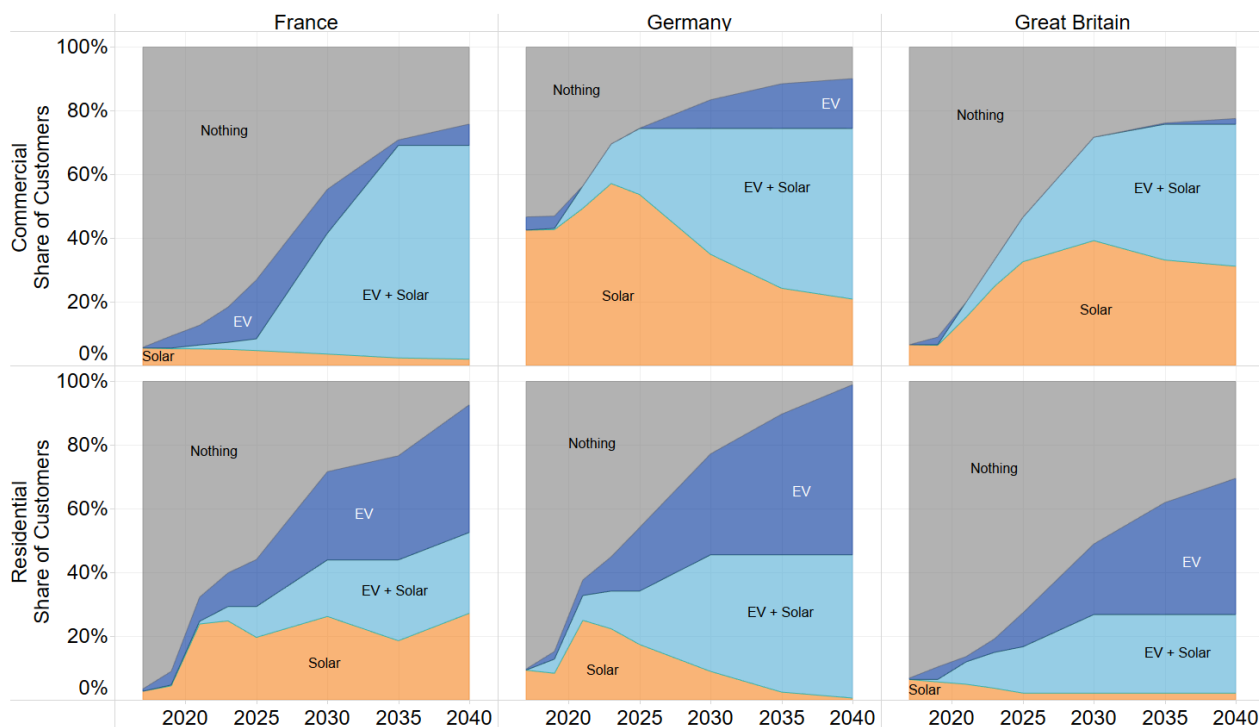 France
Germany
Great Britain
Commercial
Share of Customers
100%
80%
60%
40%
20%
0%
Nothing
EV
EV + Solar
Solar
Nothing
EV
EV + Solar
Solar
Nothing
EV + Solar
Solar
Residential
Share of Customers
100%
80%
60%
40%
20%
0%
Nothing
EV
EV + Solar
Solar
Nothing
EV
EV + Solar
Solar
Nothing
EV
EV + Solar
Solar
2020 2025 2030 2035 2040
2020 2025 2030 2035 2040
2020 2025 2030 2035 2040